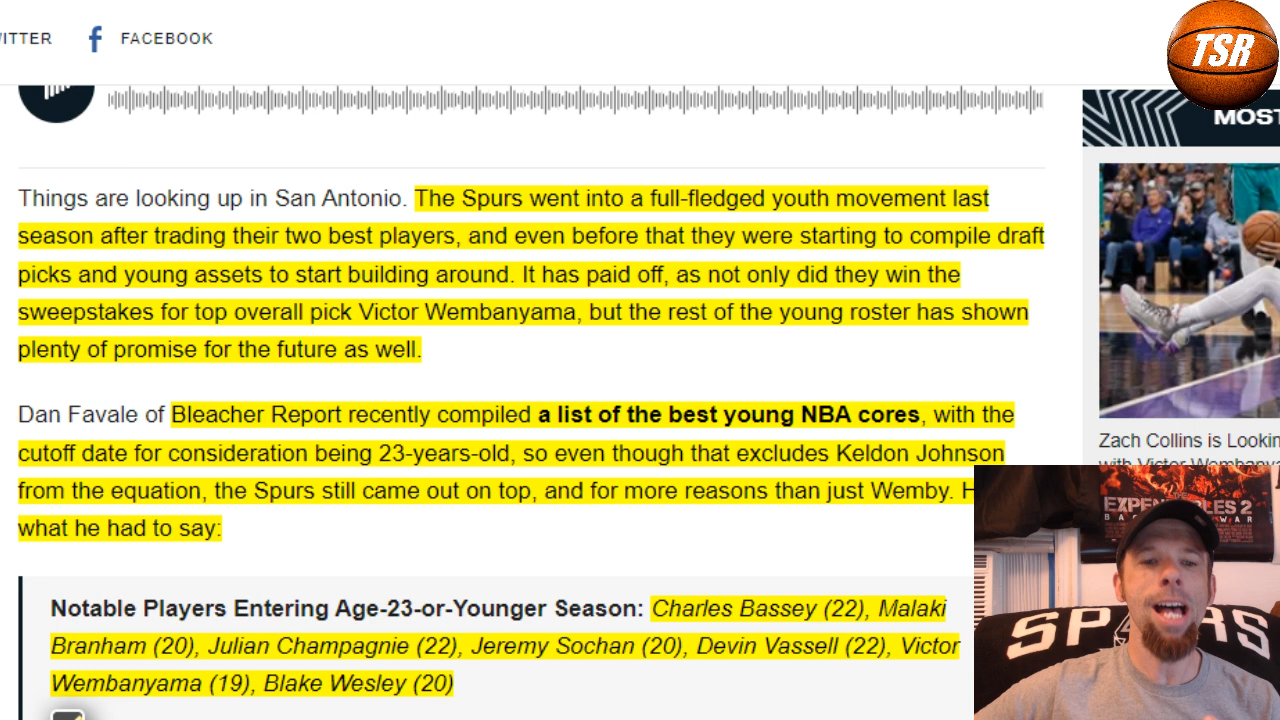 FACEBOOK
TSR
Things are looking up in San Antonio. The Spurs went into a full-fledged youth movement last
season after trading their two best players, and even before that they were starting to compile draft
picks and young assets to start building around. It has paid off, as not only did they win the
sweepstakes for top overall pick Victor Wembanyama, but the rest of the young roster has shown
plenty of promise for the future as well.
Dan Favale of Bleacher Report recently compiled a list of the best young NBA cores, with the
cutoff date for consideration being 23-years-old, so even though that excludes Keldon Johnson
from the equation, the Spurs still came out on top, and for more reasons than just Wemby. H
what he had to say:
Notable Players Entering Age-23-or-Younger Season: Charles Bassey (22), Malaki
Branham (20), Julian Champagnie (22), Jeremy Sochan (20), Devin Vassell (22), Victor
Wembanyama (19), Blake Wesley (20)
MOST
Zach Collins is Lookin
with Victor Wembanya
THE
EXPENDABLES 2
SPURS